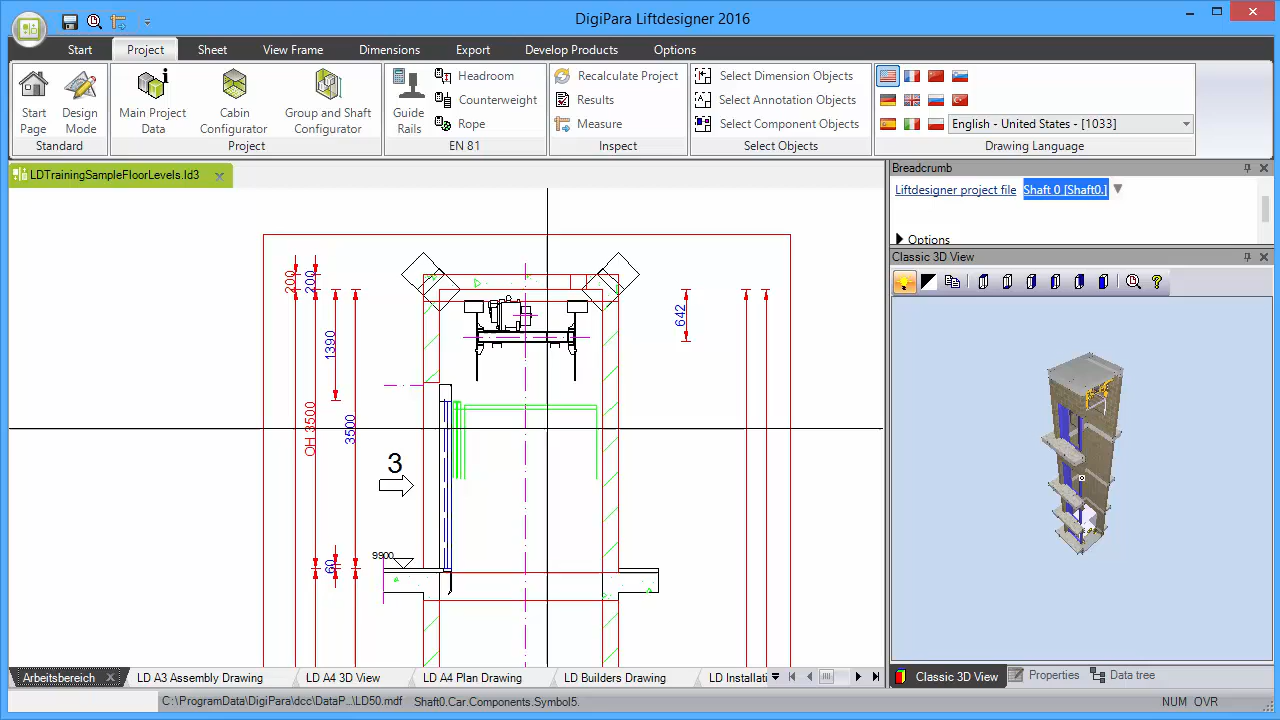 DigiPara Liftdesigner 2016
Start Project Sheet View Frame Dimensions Export Develop Products Options
Start Page
Design Mode
Standard
Main Project Data
Cabin Configurator
Group and Shaft Configurator
Project
Guide Rails
Headroom
Counterweight
Rope
EN 81
Recalculate Project
Results
Measure
Inspect
Select Dimension Objects
Select Annotation Objects
Select Component Objects
Select Objects
English - United States - [1033]
Drawing Language
LDTrainingSampleFloorLevels.ld3
Breadcrumb
Liftdesigner project file Shaft 0 [Shaft0.]
Options
Classic 3D View
200
200
1390
642
OH 3500
3500
3
9900
60
Arbeitsbereich LD A3 Assembly Drawing LD A4 3D View LD A4 Plan Drawing LD Builders Drawing LD Installati
Classic 3D View Properties Data tree
C:\ProgramData\DigiPara\dcc\DataP...\LD50.mdf Shaft0.Car.Components.Symbol5. NUM OVR